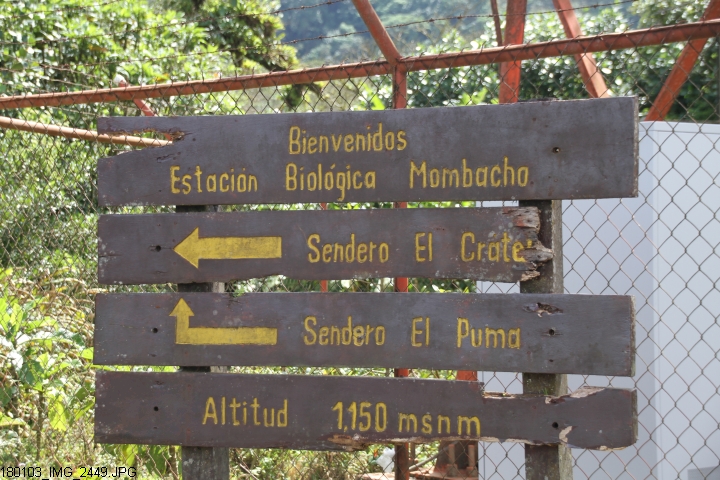 Bienvenidos
Estación Biológica Mombacho
Sendero El Crater
Sendero El Puma
Altitud 1,150 msnm
180103_IMG_2449.JPG